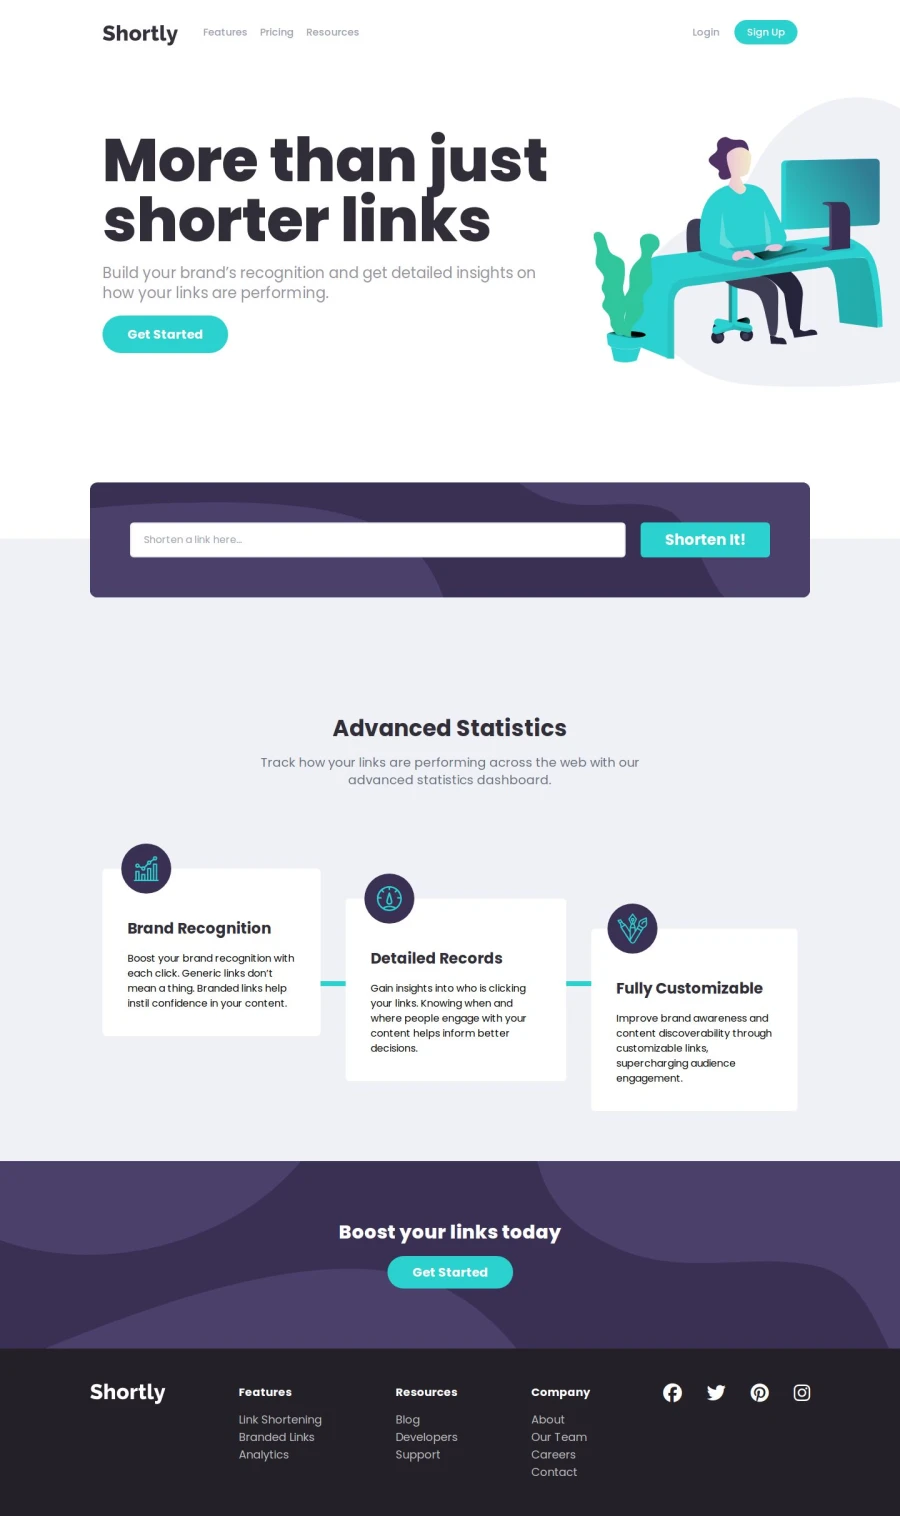 Shortly
Features
Pricing
Resources
Login
Sign Up
More than just
shorter links
Build your brand’s recognition and get detailed insights on
how your links are performing.
Get Started
Shorten a link here...
Shorten It!
Advanced Statistics
Track how your links are performing across the web with our
advanced statistics dashboard.
Brand Recognition
Boost your brand recognition with
each click. Generic links don’t
mean a thing. Branded links help
instil confidence in your content.
Detailed Records
Gain insights into who is clicking
your links. Knowing when and
where people engage with your
content helps inform better
decisions.
Fully Customizable
Improve brand awareness and
content discoverability through
customizable links,
supercharging audience
engagement.
Boost your links today
Get Started
Shortly
Features
Link Shortening
Branded Links
Analytics
Resources
Blog
Developers
Support
Company
About
Our Team
Careers
Contact